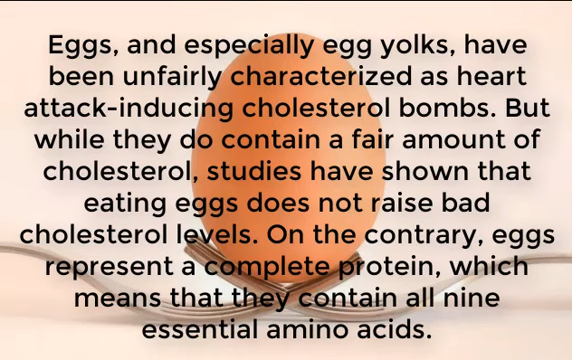 Eggs, and especially egg yolks, have
been unfairly characterized as heart
attack-inducing cholesterol bombs. But
while they do contain a fair amount of
cholesterol, studies have shown that
eating eggs does not raise bad
cholesterol levels. On the contrary, eggs
represent a complete protein, which
means that they contain all nine
essential amino acids.